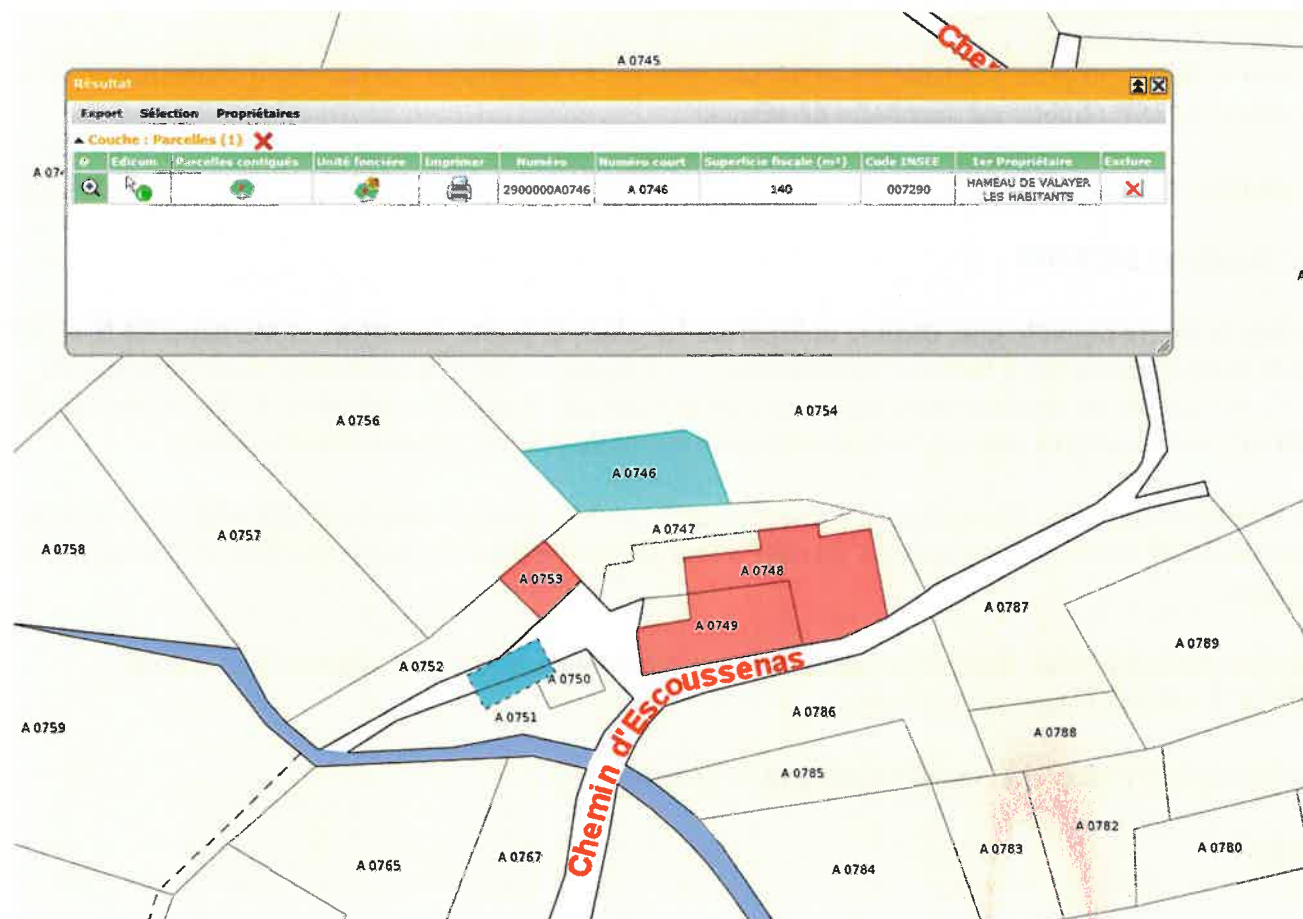 Che
A 0745
Résultat
Export Sélection Propriétaires
Couche : Parcelles (1)
Edicum Parcelles contiguës Unité foncière Imprimer Numéro Numéro court Superficie fiscale (m²) Code INSEE 1er Propriétaire Exclure
2900000A0746 A 0746 140 007290 HAMEAU DE VALAYER
LES HABITANTS
A 074
A 0756
A 0754
A 0746
A 0757
A 0747
A 0758
A 0753
A 0748
A 0787
A 0749
A 0789
A 0752
A 0750
A 0751
A 0786
A 0759
A 0788
Chemin d'Escoussenas
A 0785
A 0782
A 0765
A 0767
A 0784
A 0783
A 0780